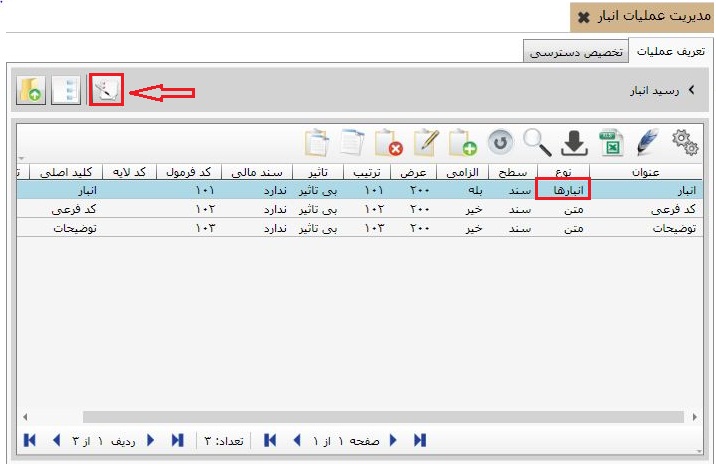 مدیریت عملیات انبار
تعریف عملیات
تخصیص دسترسی
رسید انبار
عنوان نوع سطح الزامی عرض ترتیب تاثیر سند مالی کد فرمول کد لایه کلید اصلی
انبار انبارها سند بله ۲۰۰ ۱۰۱ بی تاثیر ندارد ۱۰۱ انبار
کد فرعی متن سند خیر ۲۰۰ ۱۰۲ بی تاثیر ندارد ۱۰۲ کد فرعی
توضیحات متن سند خیر ۲۰۰ ۱۰۳ بی تاثیر ندارد ۱۰۳ توضیحات
صفحه ۱ از ۱ تعداد: ۳ ردیف ۱ از ۳